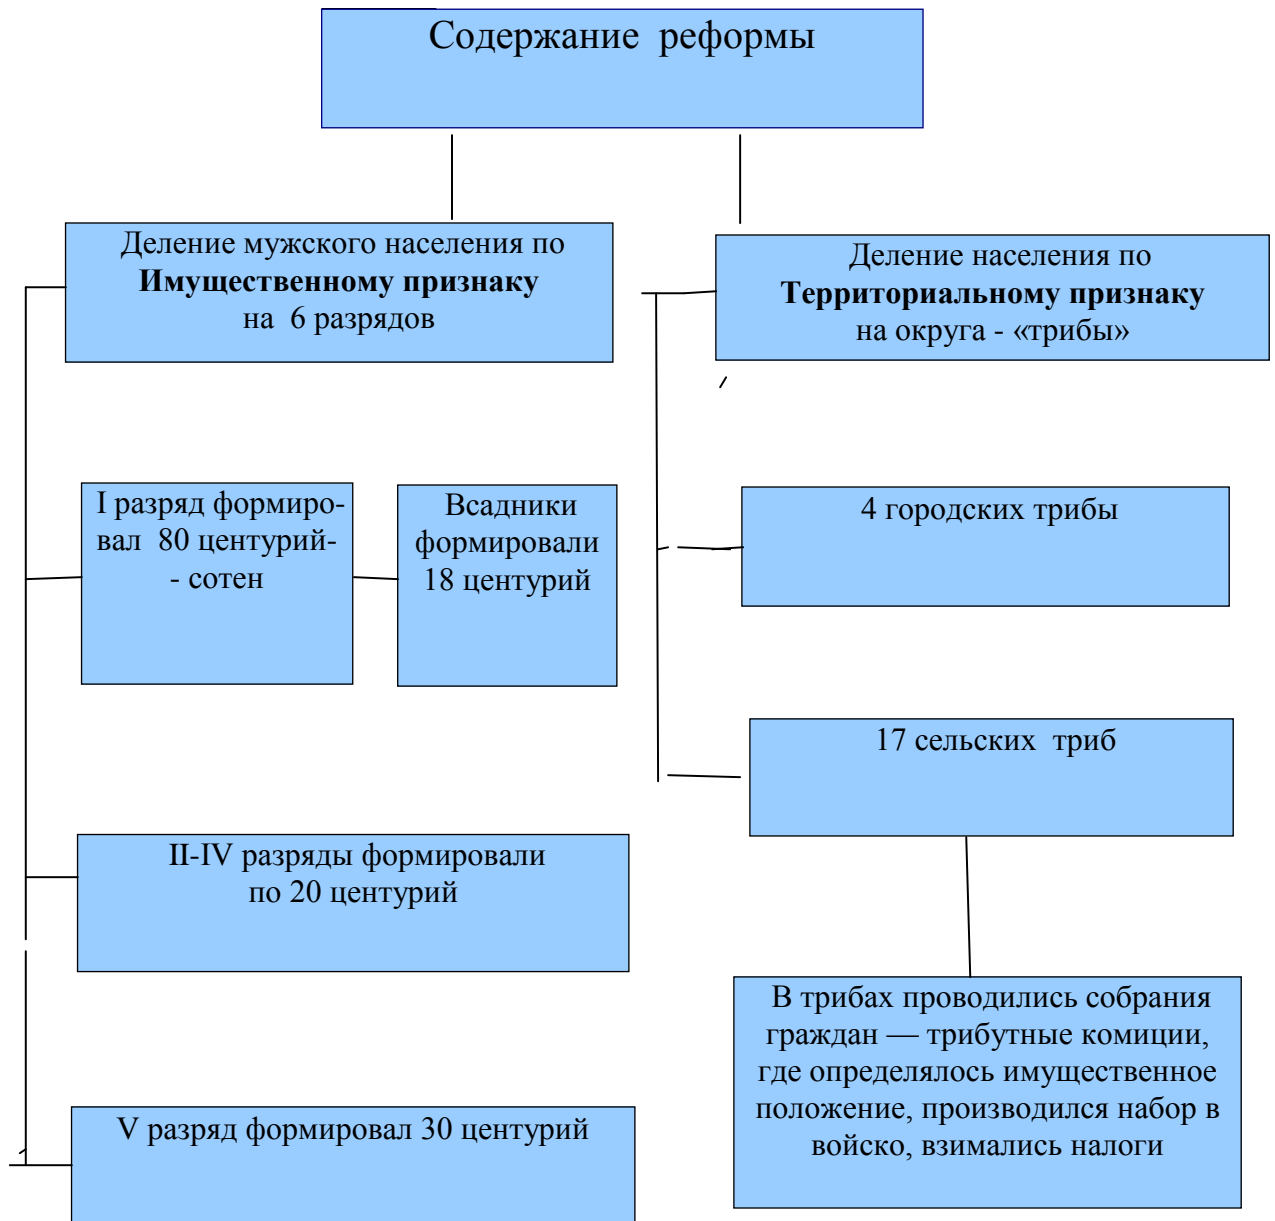 Содержание реформы
Деление мужского населения по
Имущественному признаку
на 6 разрядов
Деление населения по
Территориальному признаку
на округа - «трибы»
I разряд формиро-
вал 80 центурий-
- сотен
Всадники
формировали
18 центурий
4 городских трибы
17 сельских триб
II-IV разряды формировали
по 20 центурий
В трибах проводились собрания
граждан — трибутные комиции,
где определялось имущественное
положение, производился набор в
войско, взимались налоги
V разряд формировал 30 центурий